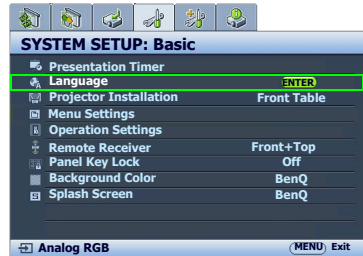 SYSTEM SETUP: Basic
Presentation Timer
Language ENTER
Projector Installation Front Table
Menu Settings
Operation Settings
Remote Receiver Front+Top
Panel Key Lock Off
Background Color BenQ
Splash Screen BenQ
Analog RGB MENU Exit